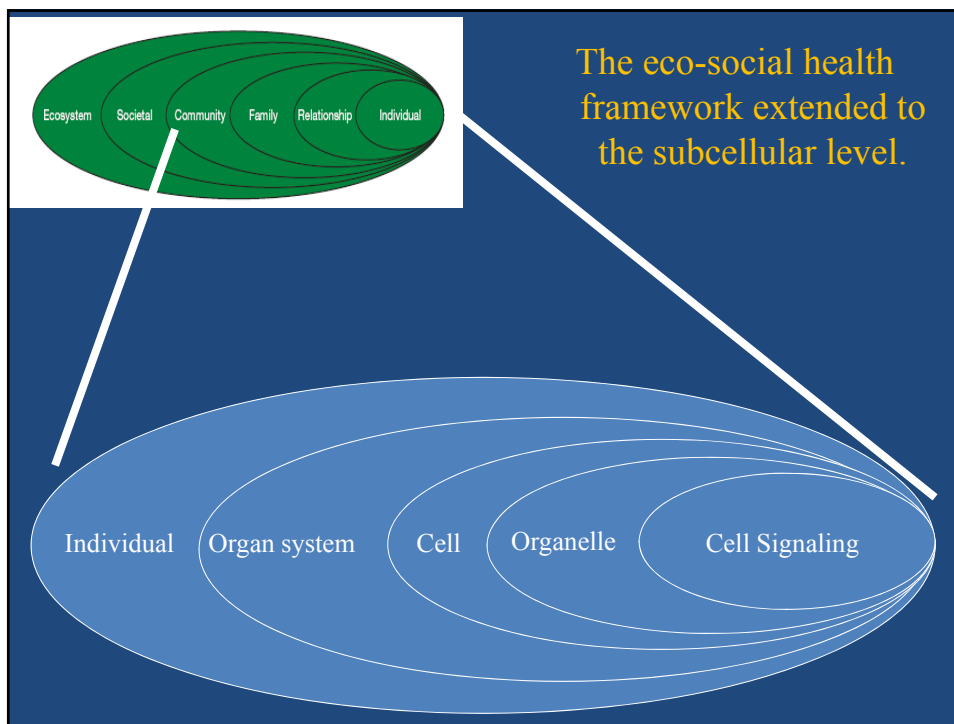 Ecosystem Societal Community Family Relationship Individual
The eco-social health
framework extended to
the subcellular level.
Individual Organ system Cell Organelle Cell Signaling